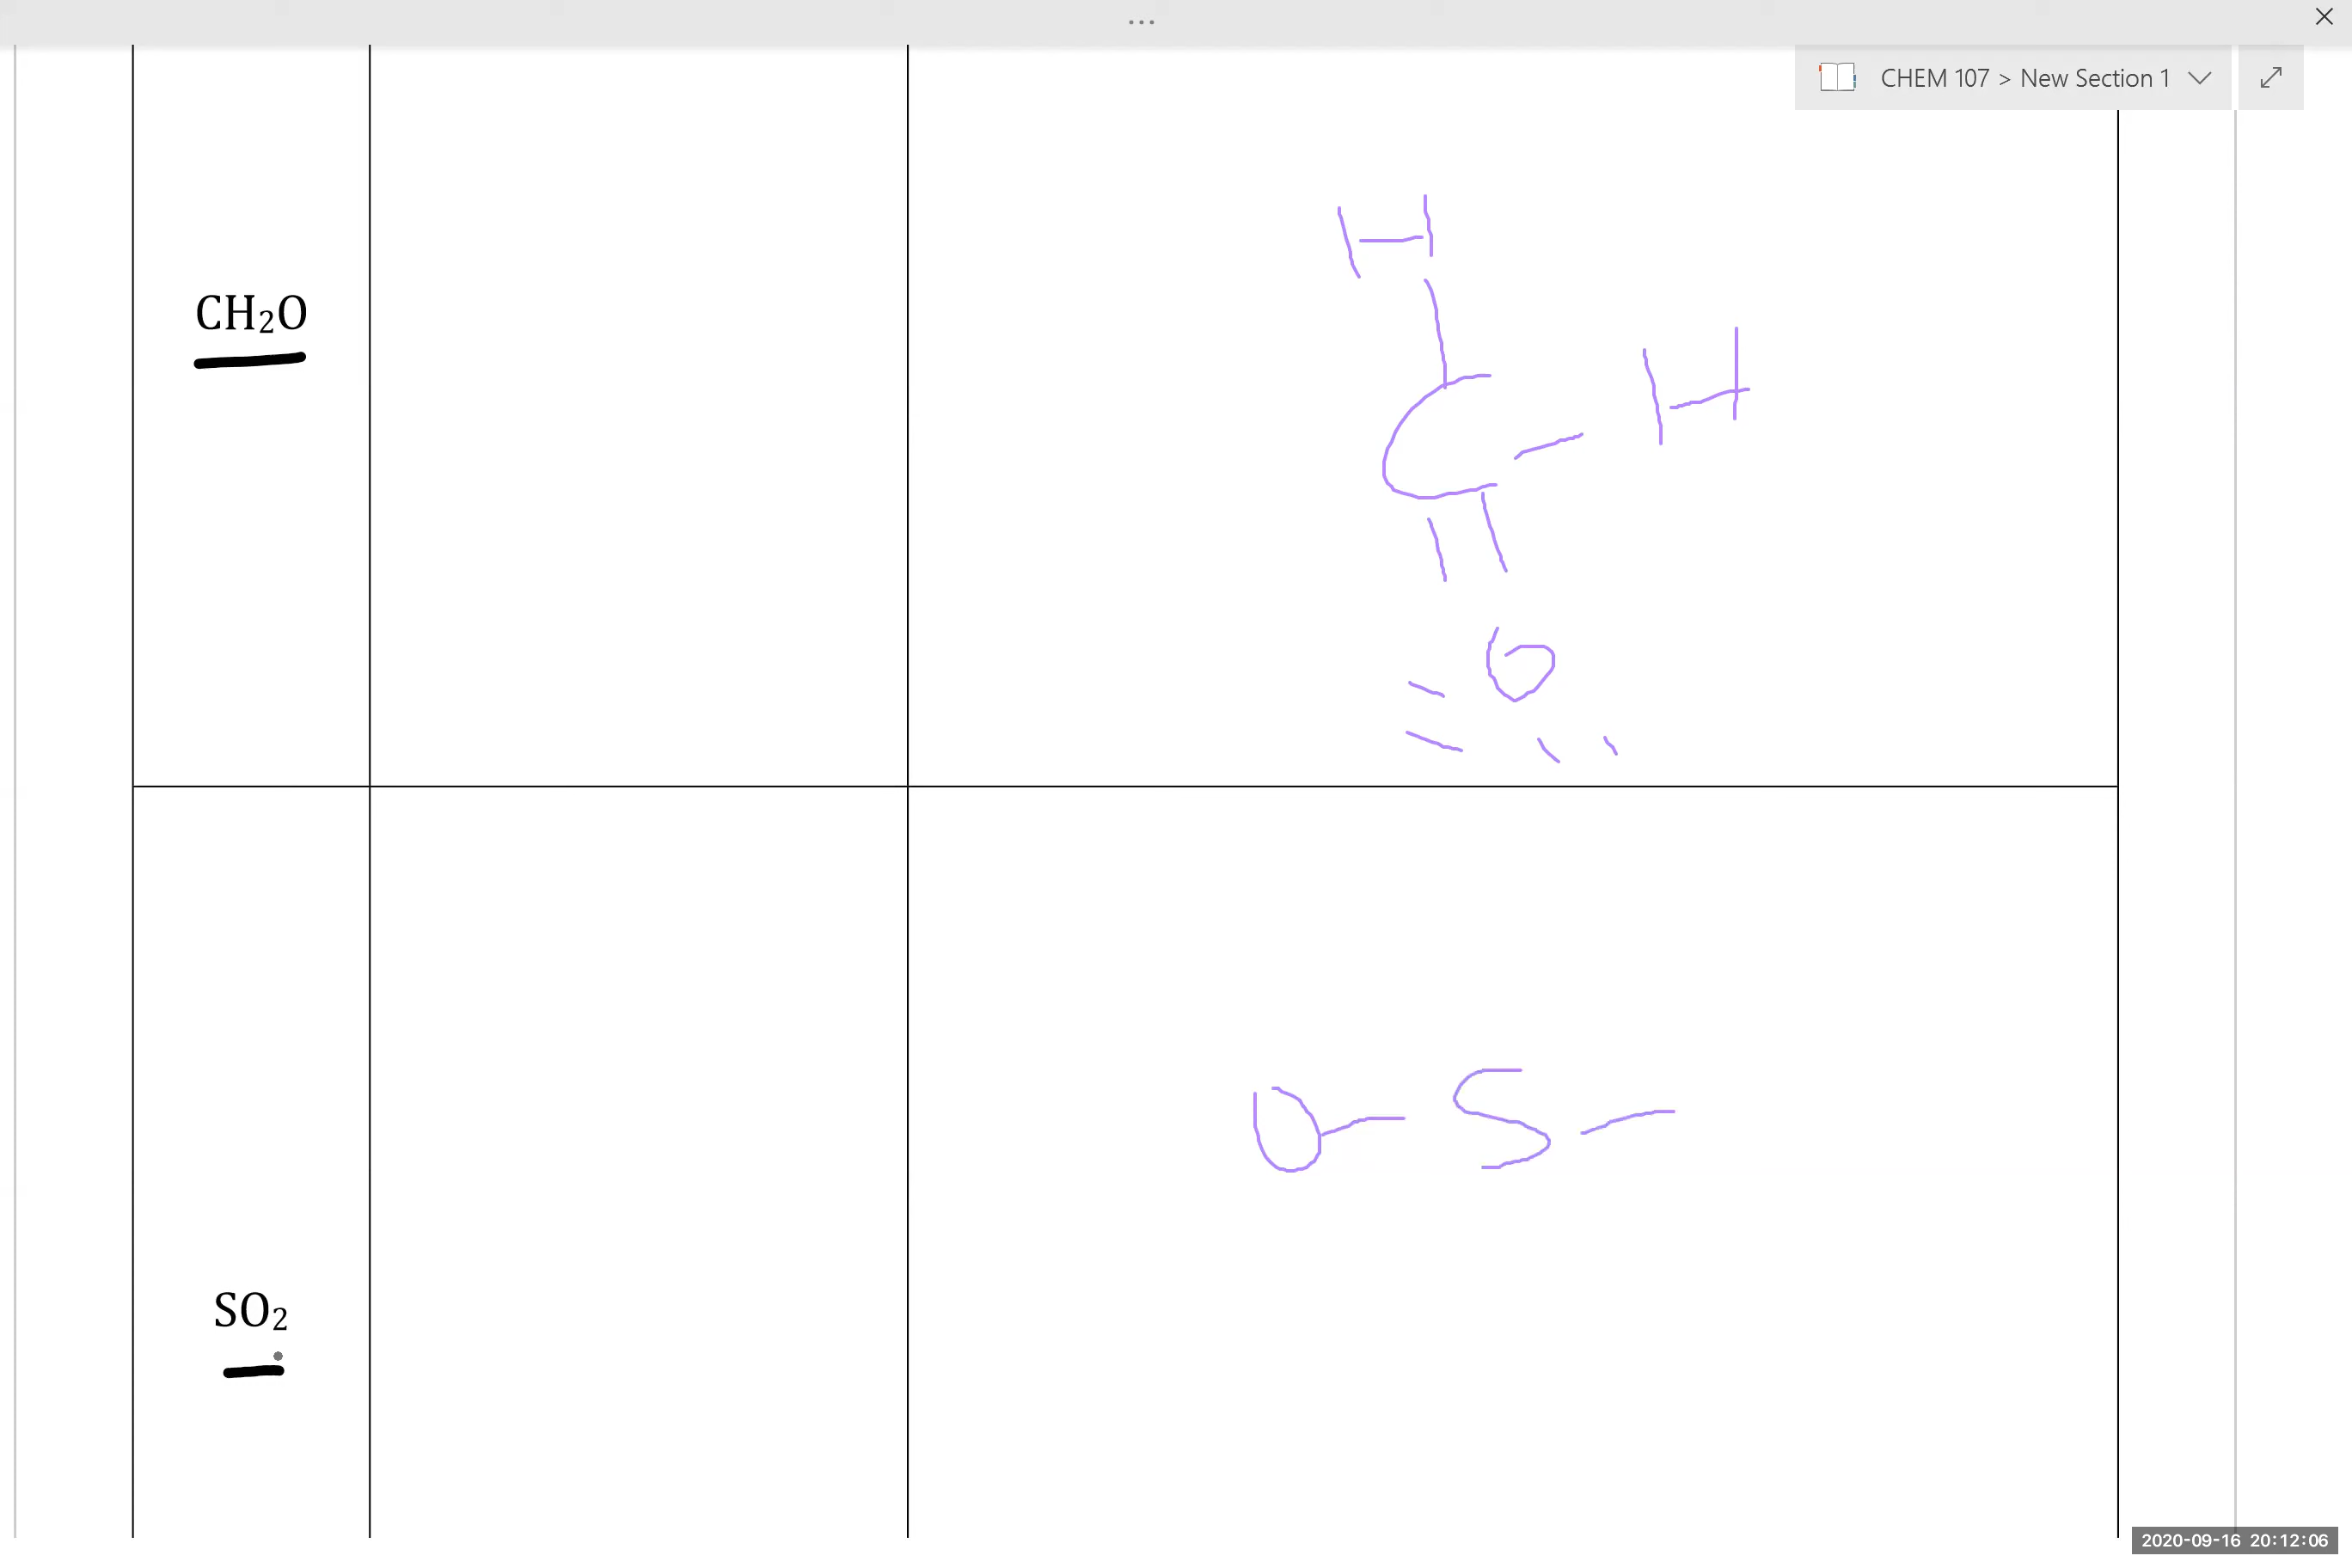 ...
CHEM 107 > New Section 1
CH₂O
H
C - H
O
SO₂
O - S -
2020-09-16 20:12:06